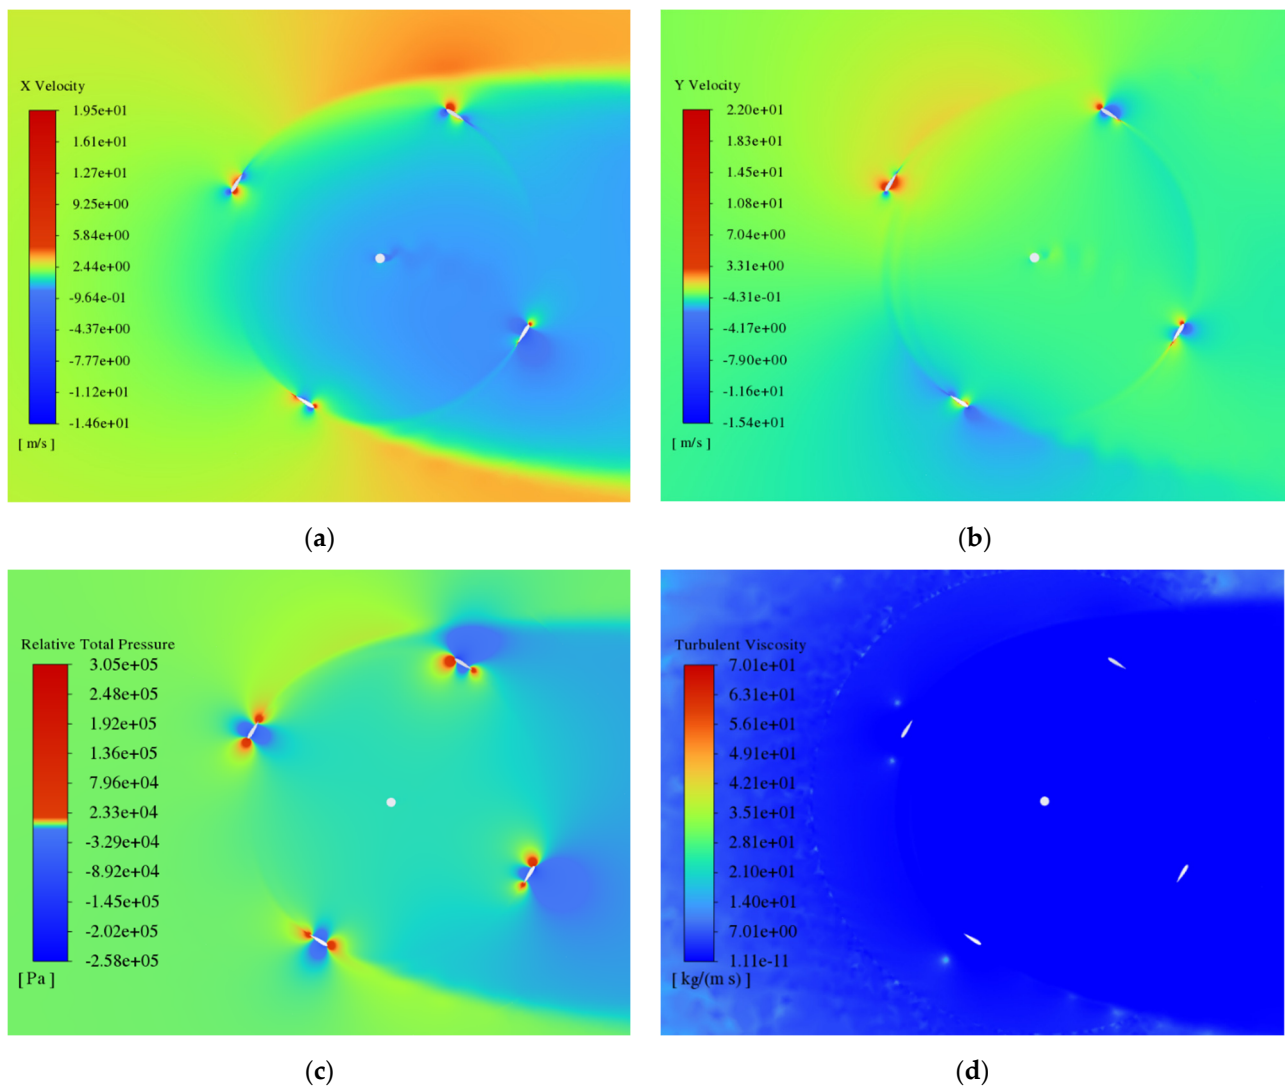 X Velocity
1.95e+01
1.61e+01
1.27e+01
9.25e+00
5.84e+00
2.44e+00
-9.64e-01
-4.37e+00
-7.77e+00
-1.12e+01
-1.46e+01
[ m/s ]
(a)
Y Velocity
2.20e+01
1.83e+01
1.45e+01
1.08e+01
7.04e+00
3.31e+00
-4.31e-01
-4.17e+00
-7.90e+00
-1.16e+01
-1.54e+01
[ m/s ]
(b)
Relative Total Pressure
3.05e+05
2.48e+05
1.92e+05
1.36e+05
7.96e+04
2.33e+04
-3.29e+04
-8.92e+04
-1.45e+05
-2.02e+05
-2.58e+05
[ Pa ]
(c)
Turbulent Viscosity
7.01e+01
6.31e+01
5.61e+01
4.91e+01
4.21e+01
3.51e+01
2.81e+01
2.10e+01
1.40e+01
7.01e+00
1.11e-11
[ kg/(m s) ]
(d)